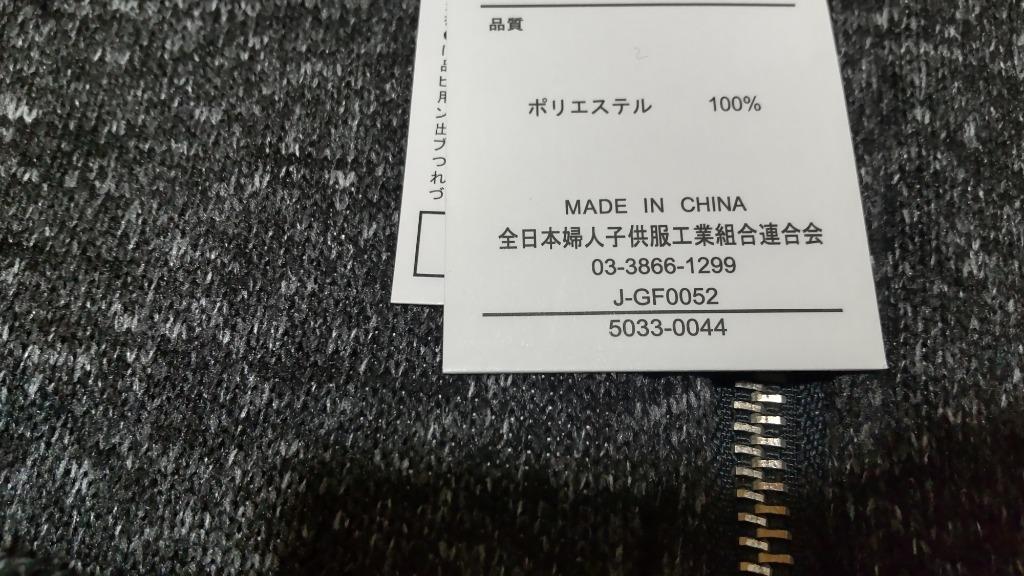 品質
ポリエステル 100%
MADE IN CHINA
全日本婦人子供服工業組合連合会
03-3866-1299
J-GF0052
5033-0044